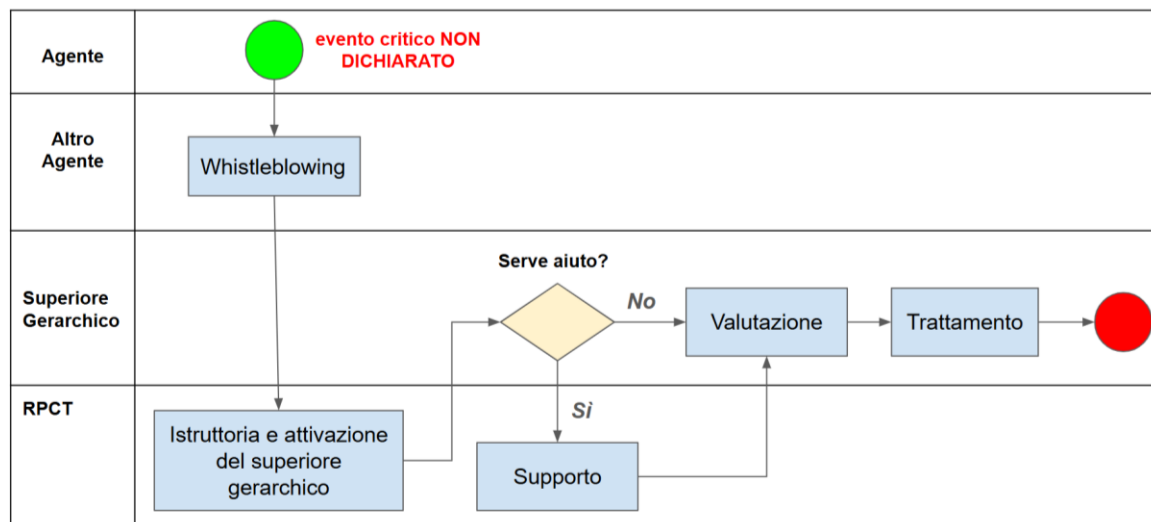 Agente
evento critico NON
DICHIARATO
Altro
Agente
Whistleblowing
Superiore
Gerarchico
Serve aiuto?
No
Valutazione
Trattamento
RPCT
Istruttoria e attivazione
del superiore
gerarchico
Sì
Supporto